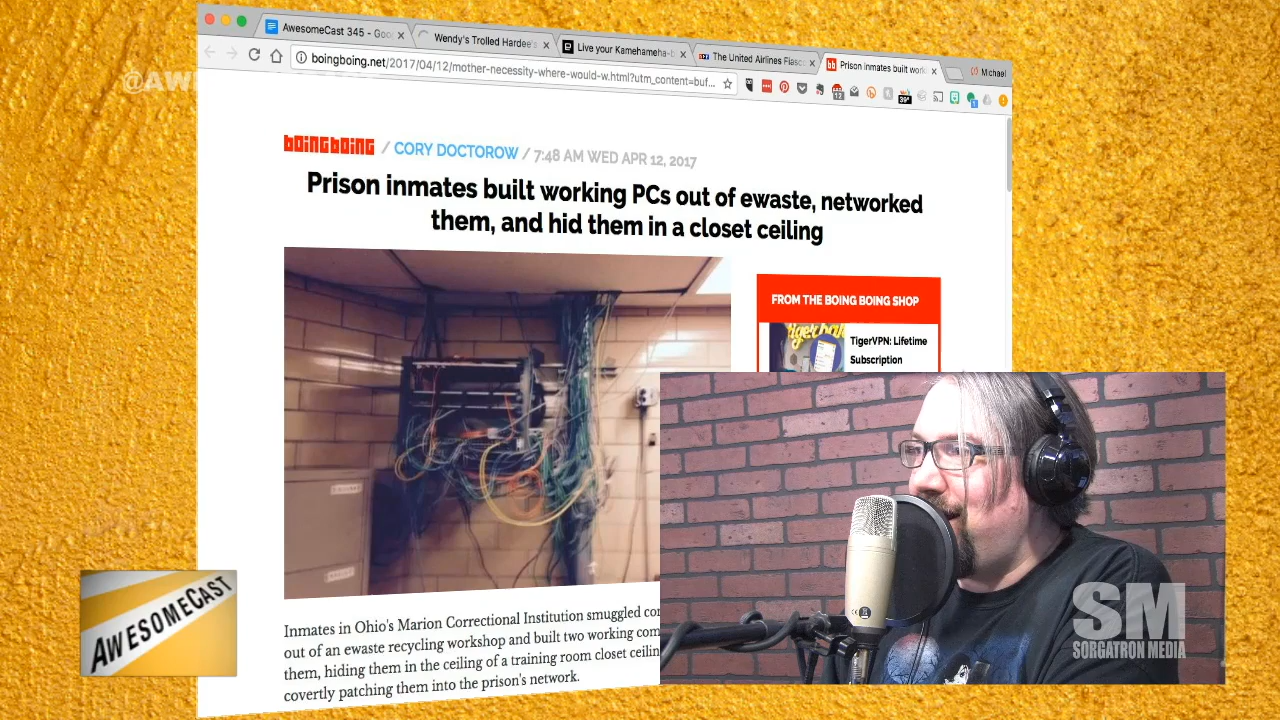 AwesomeCast 345 - Goo
Wendy's Trolled Hardee's
Live your Kamehameha-b
The United Airlines Fiasc
Prison inmates built work
Michael
boingboing.net/2017/04/12/mother-necessity-where-would-w.html?utm_content=buf...
@AWE
boingboing / CORY DOCTOROW / 7:48 AM WED APR 12, 2017
Prison inmates built working PCs out of ewaste, networked
them, and hid them in a closet ceiling
FROM THE BOING BOING SHOP
TigerVPN: Lifetime
Subscription
Inmates in Ohio's Marion Correctional Institution smuggled co
out of an ewaste recycling workshop and built two working com
them, hiding them in the ceiling of a training room closet ceilin
covertly patching them into the prison's network.
AWESOMECAST
SM
SORGATRON MEDIA